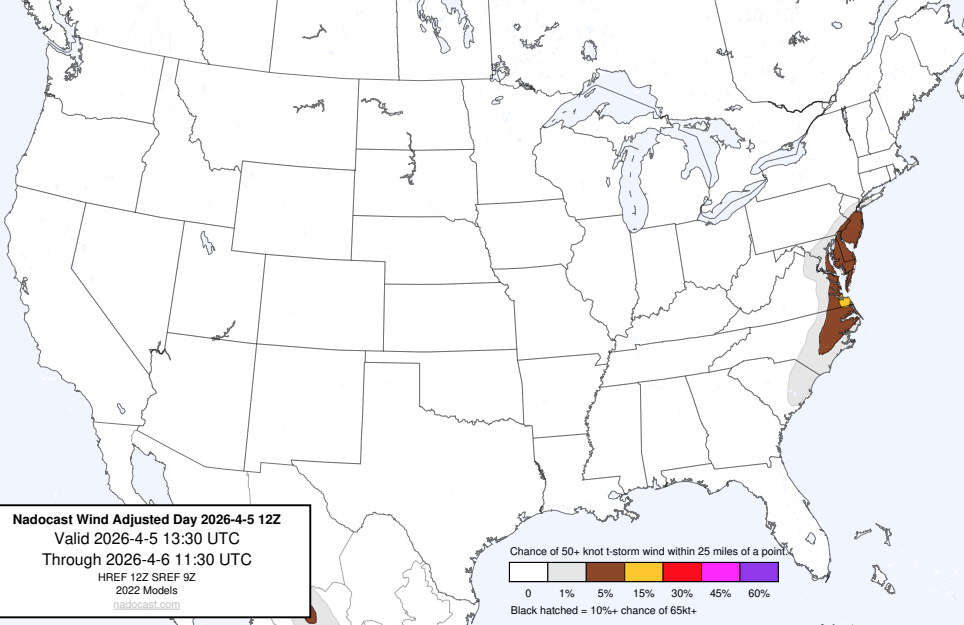 Nadocast Wind Adjusted Day 2026-4-5 12Z
Valid 2026-4-5 13:30 UTC
Through 2026-4-6 11:30 UTC
HREF 12Z SREF 9Z
2022 Models
nadocast.com
Chance of 50+ knot t-storm wind within 25 miles of a point.
0 1% 5% 15% 30% 45% 60%
Black hatched = 10%+ chance of 65kt+